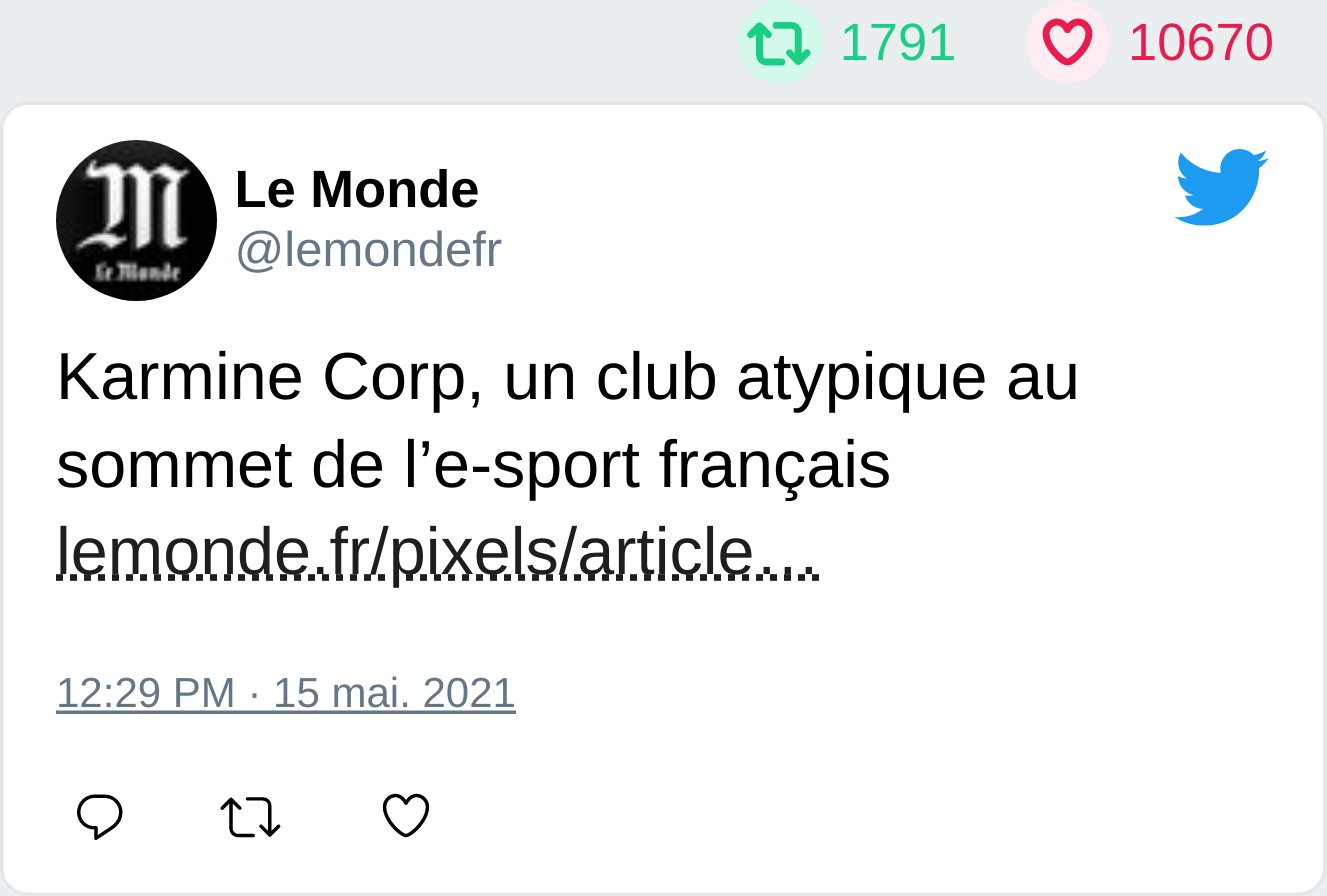 1791 10670
Le Monde
Le Monde
@lemondefr
Karmine Corp, un club atypique au
sommet de l’e-sport français
lemonde.fr/pixels/article…
12:29 PM · 15 mai. 2021